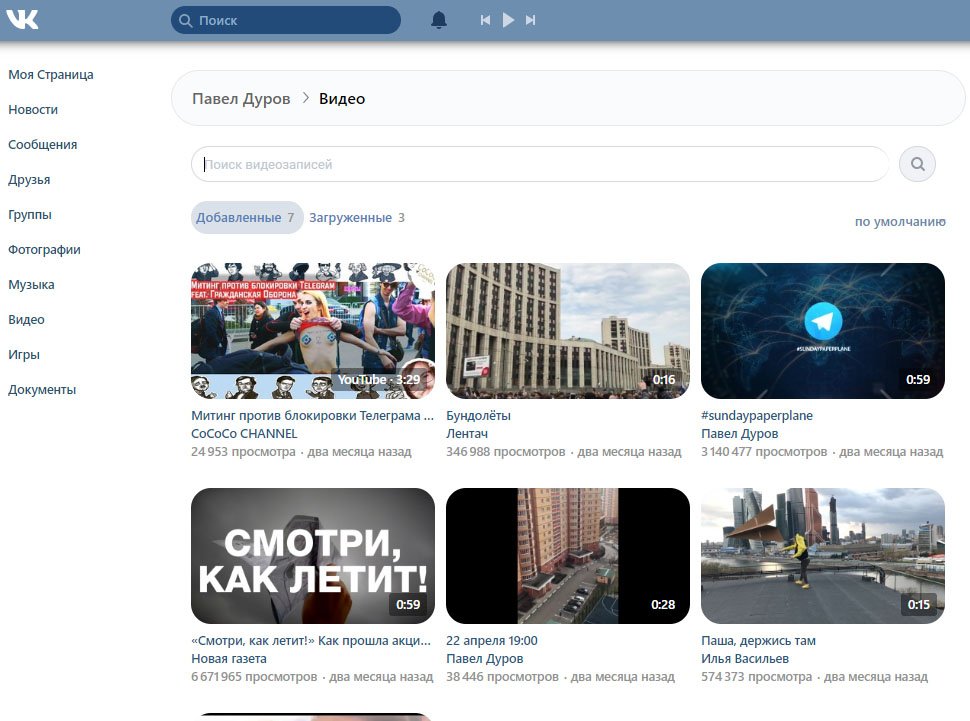 VK
Поиск
Моя Страница
Новости
Сообщения
Друзья
Группы
Фотографии
Музыка
Видео
Игры
Документы
Павел Дуров > Видео
Поиск видеозаписей
Добавленные 7 Загруженные 3
по умолчанию
МИТИНГ ПРОТИВ БЛОКИРОВКИ TELEGRAM
FEAT. ГРАЖДАНСКАЯ ОБОРОНА
YouTube · 3:29
Митинг против блокировки Телеграма ...
CoCoCo CHANNEL
24 953 просмотра · два месяца назад
0:16
Бундолёты
Лентач
346 988 просмотров · два месяца назад
#SUNDAYPAPERPLANE
0:59
#sundaypaperplane
Павел Дуров
3 140 477 просмотров · два месяца назад
СМОТРИ,
КАК ЛЕТИТ!
0:59
«Смотри, как летит!» Как прошла акци...
Новая газета
6 671 965 просмотров · два месяца назад
0:28
22 апреля 19:00
Павел Дуров
38 446 просмотров · два месяца назад
0:15
Паша, держись там
Илья Васильев
574 373 просмотра · два месяца назад